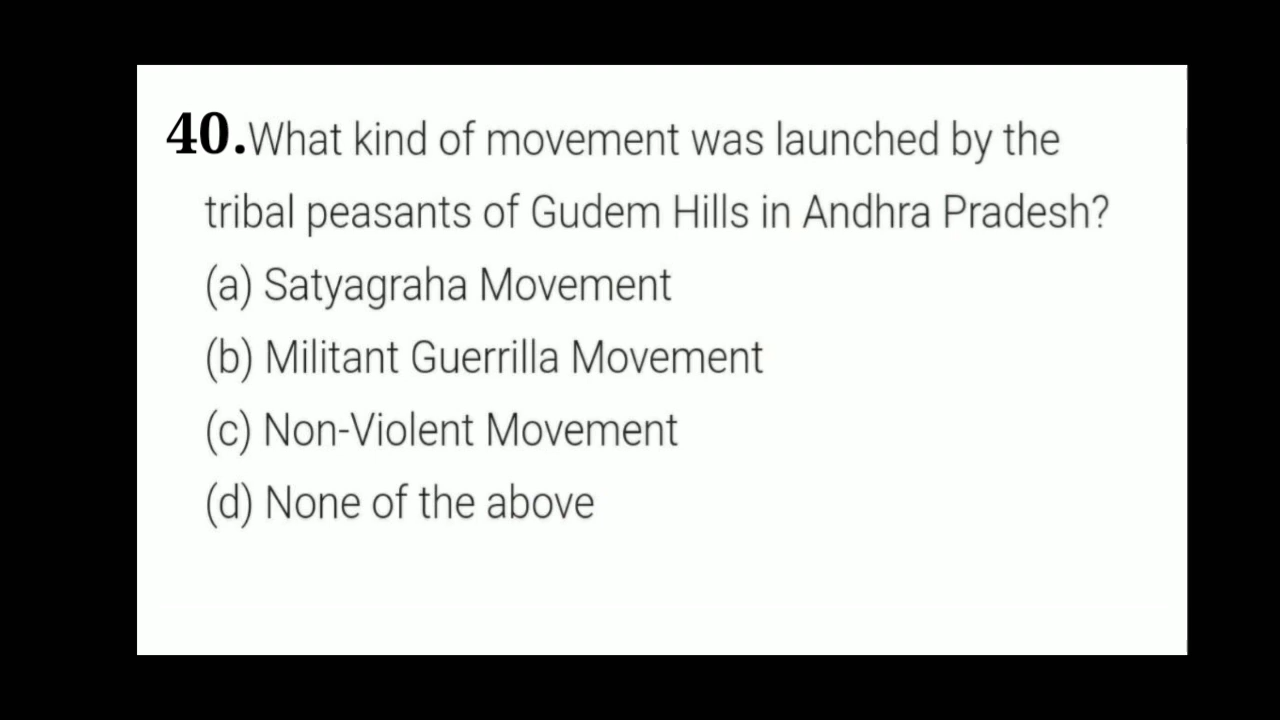 40.What kind of movement was launched by the
tribal peasants of Gudem Hills in Andhra Pradesh?
(a) Satyagraha Movement
(b) Militant Guerrilla Movement
(c) Non-Violent Movement
(d) None of the above